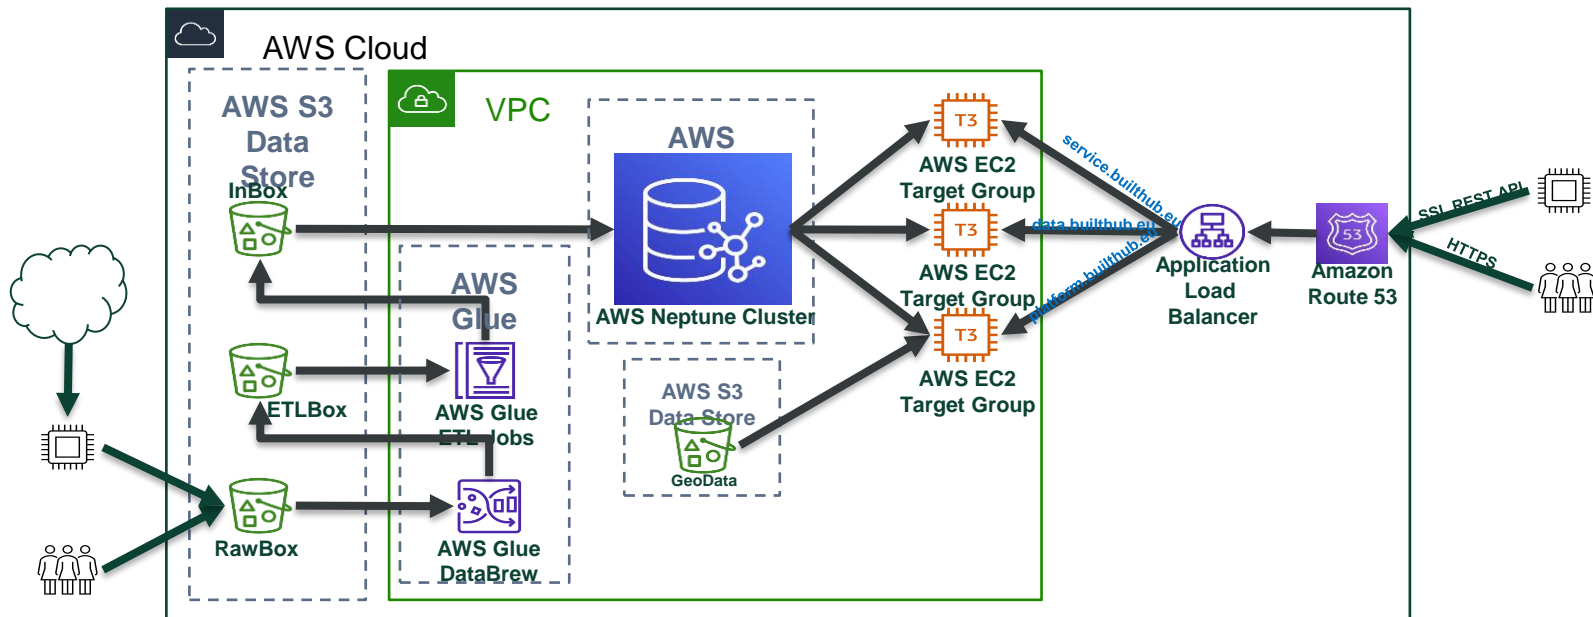 AWS Cloud
AWS S3
Data
Store
InBox
ETLBox
RawBox
VPC
AWS
Glue
AWS Glue
ETL Jobs
AWS Glue
DataBrew
AWS
AWS Neptune Cluster
AWS S3
Data Store
GeoData
T3
AWS EC2
Target Group
T3
AWS EC2
Target Group
T3
AWS EC2
Target Group
service.builthub.eu
data.builthub.eu
platform.builthub.eu
Application
Load
Balancer
53
Amazon
Route 53
SSL REST API
HTTPS